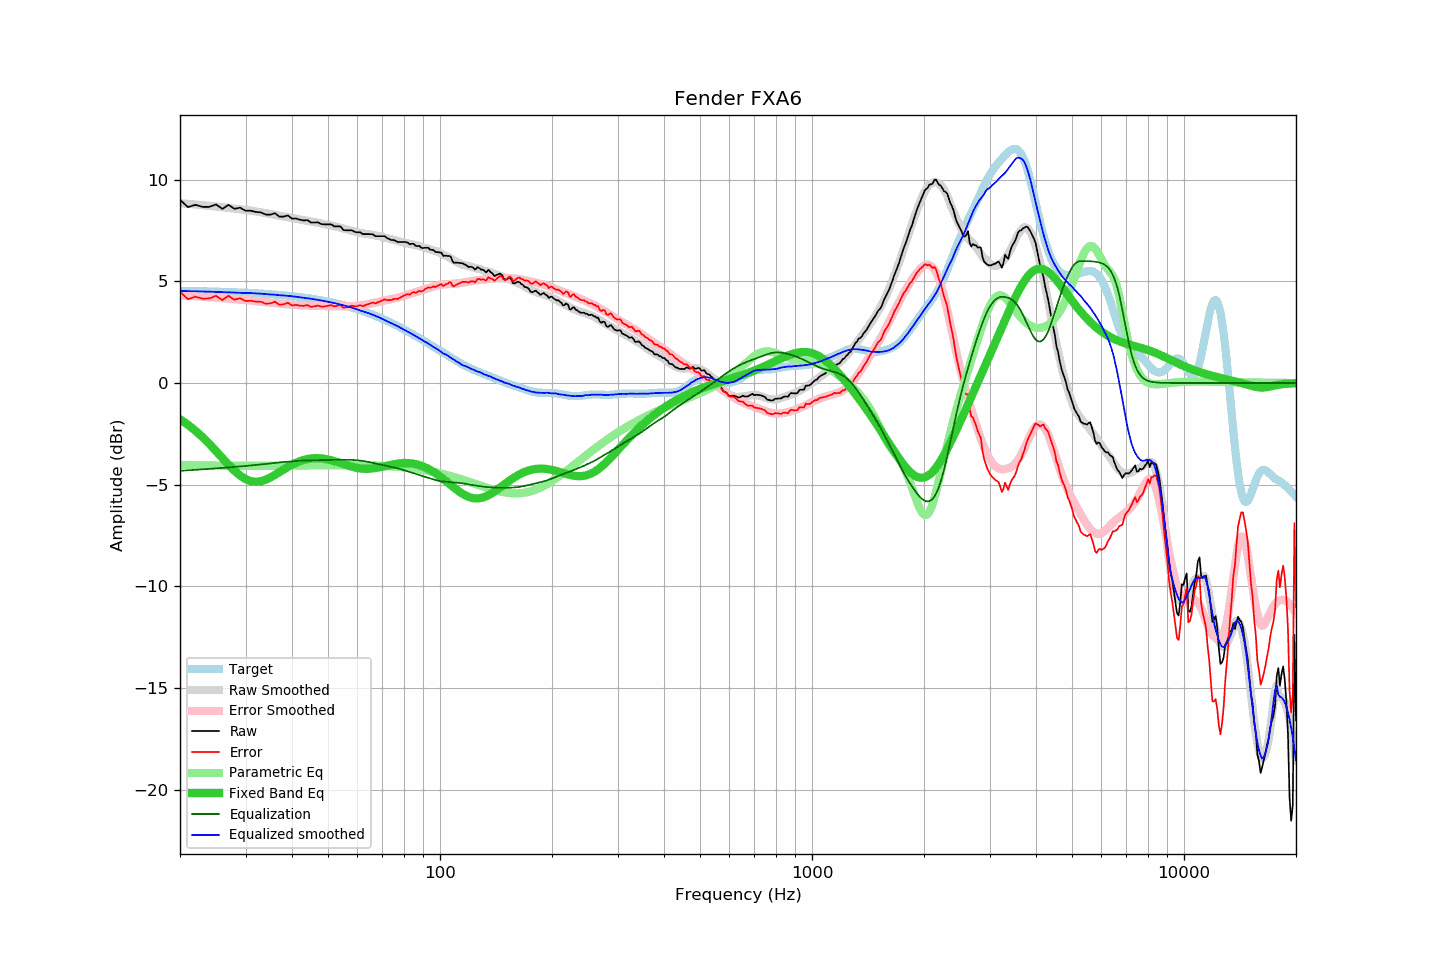 Fender FXA6
10
5
0
−5
−10
−15
−20
Amplitude (dBr)
Target
Raw Smoothed
Error Smoothed
Raw
Error
Parametric Eq
Fixed Band Eq
Equalization
Equalized smoothed
100
1000
10000
Frequency (Hz)